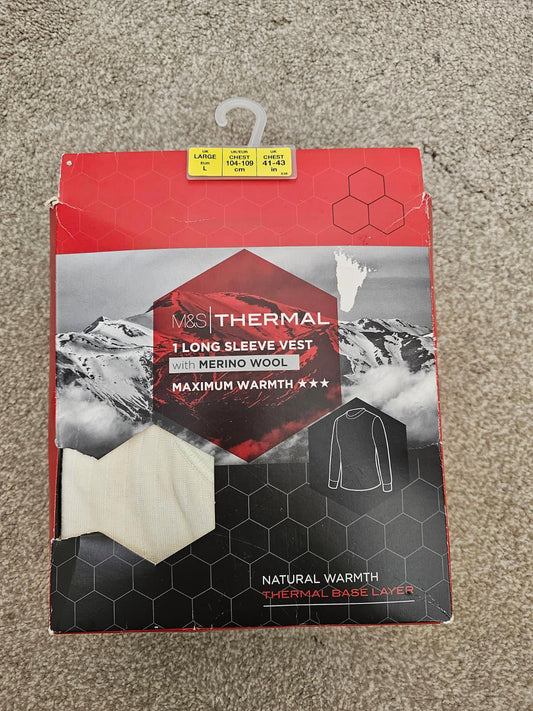 UK
LARGE
EUR
L
UK/EUR
CHEST
104-109
cm
UK
CHEST
41-43
in
M&S | THERMAL
1 LONG SLEEVE VEST
with MERINO WOOL
MAXIMUM WARMTH ★★★
NATURAL WARMTH
THERMAL BASE LAYER